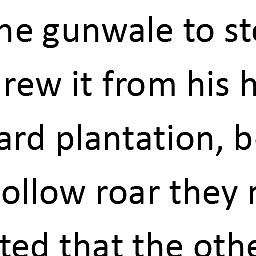 he gunwale to st
rew it from his h
ard plantation, b
ollow roar they
ted that the othe